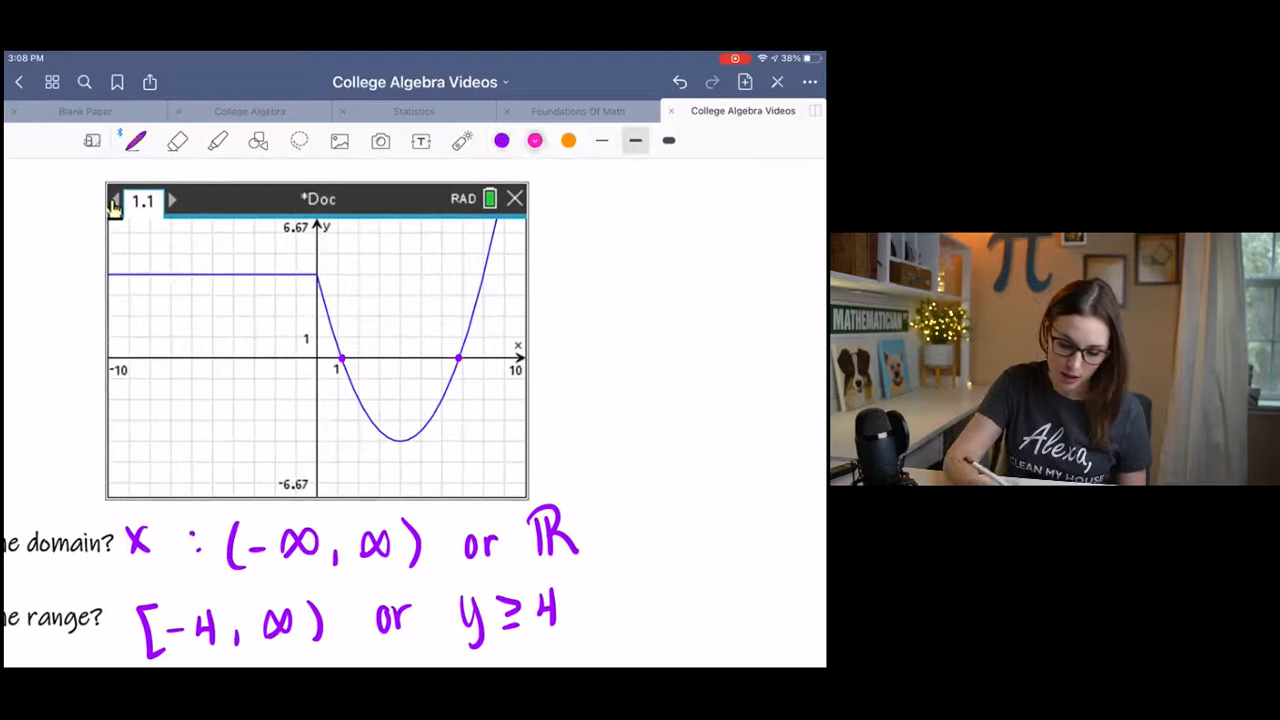 3:08 PM
38%
College Algebra Videos
Blank Paper
College Algebra
Statistics
Foundations Of Math
College Algebra Videos
T
1.1
*Doc
RAD
6.67
y
1
x
-10
1
10
-6.67
ne domain? x : (-∞, ∞) or ℝ
ne range? [-4, ∞) or y ≥ 4
MATHEMATICIAN
Alexa,
CLEAN MY HOUSE